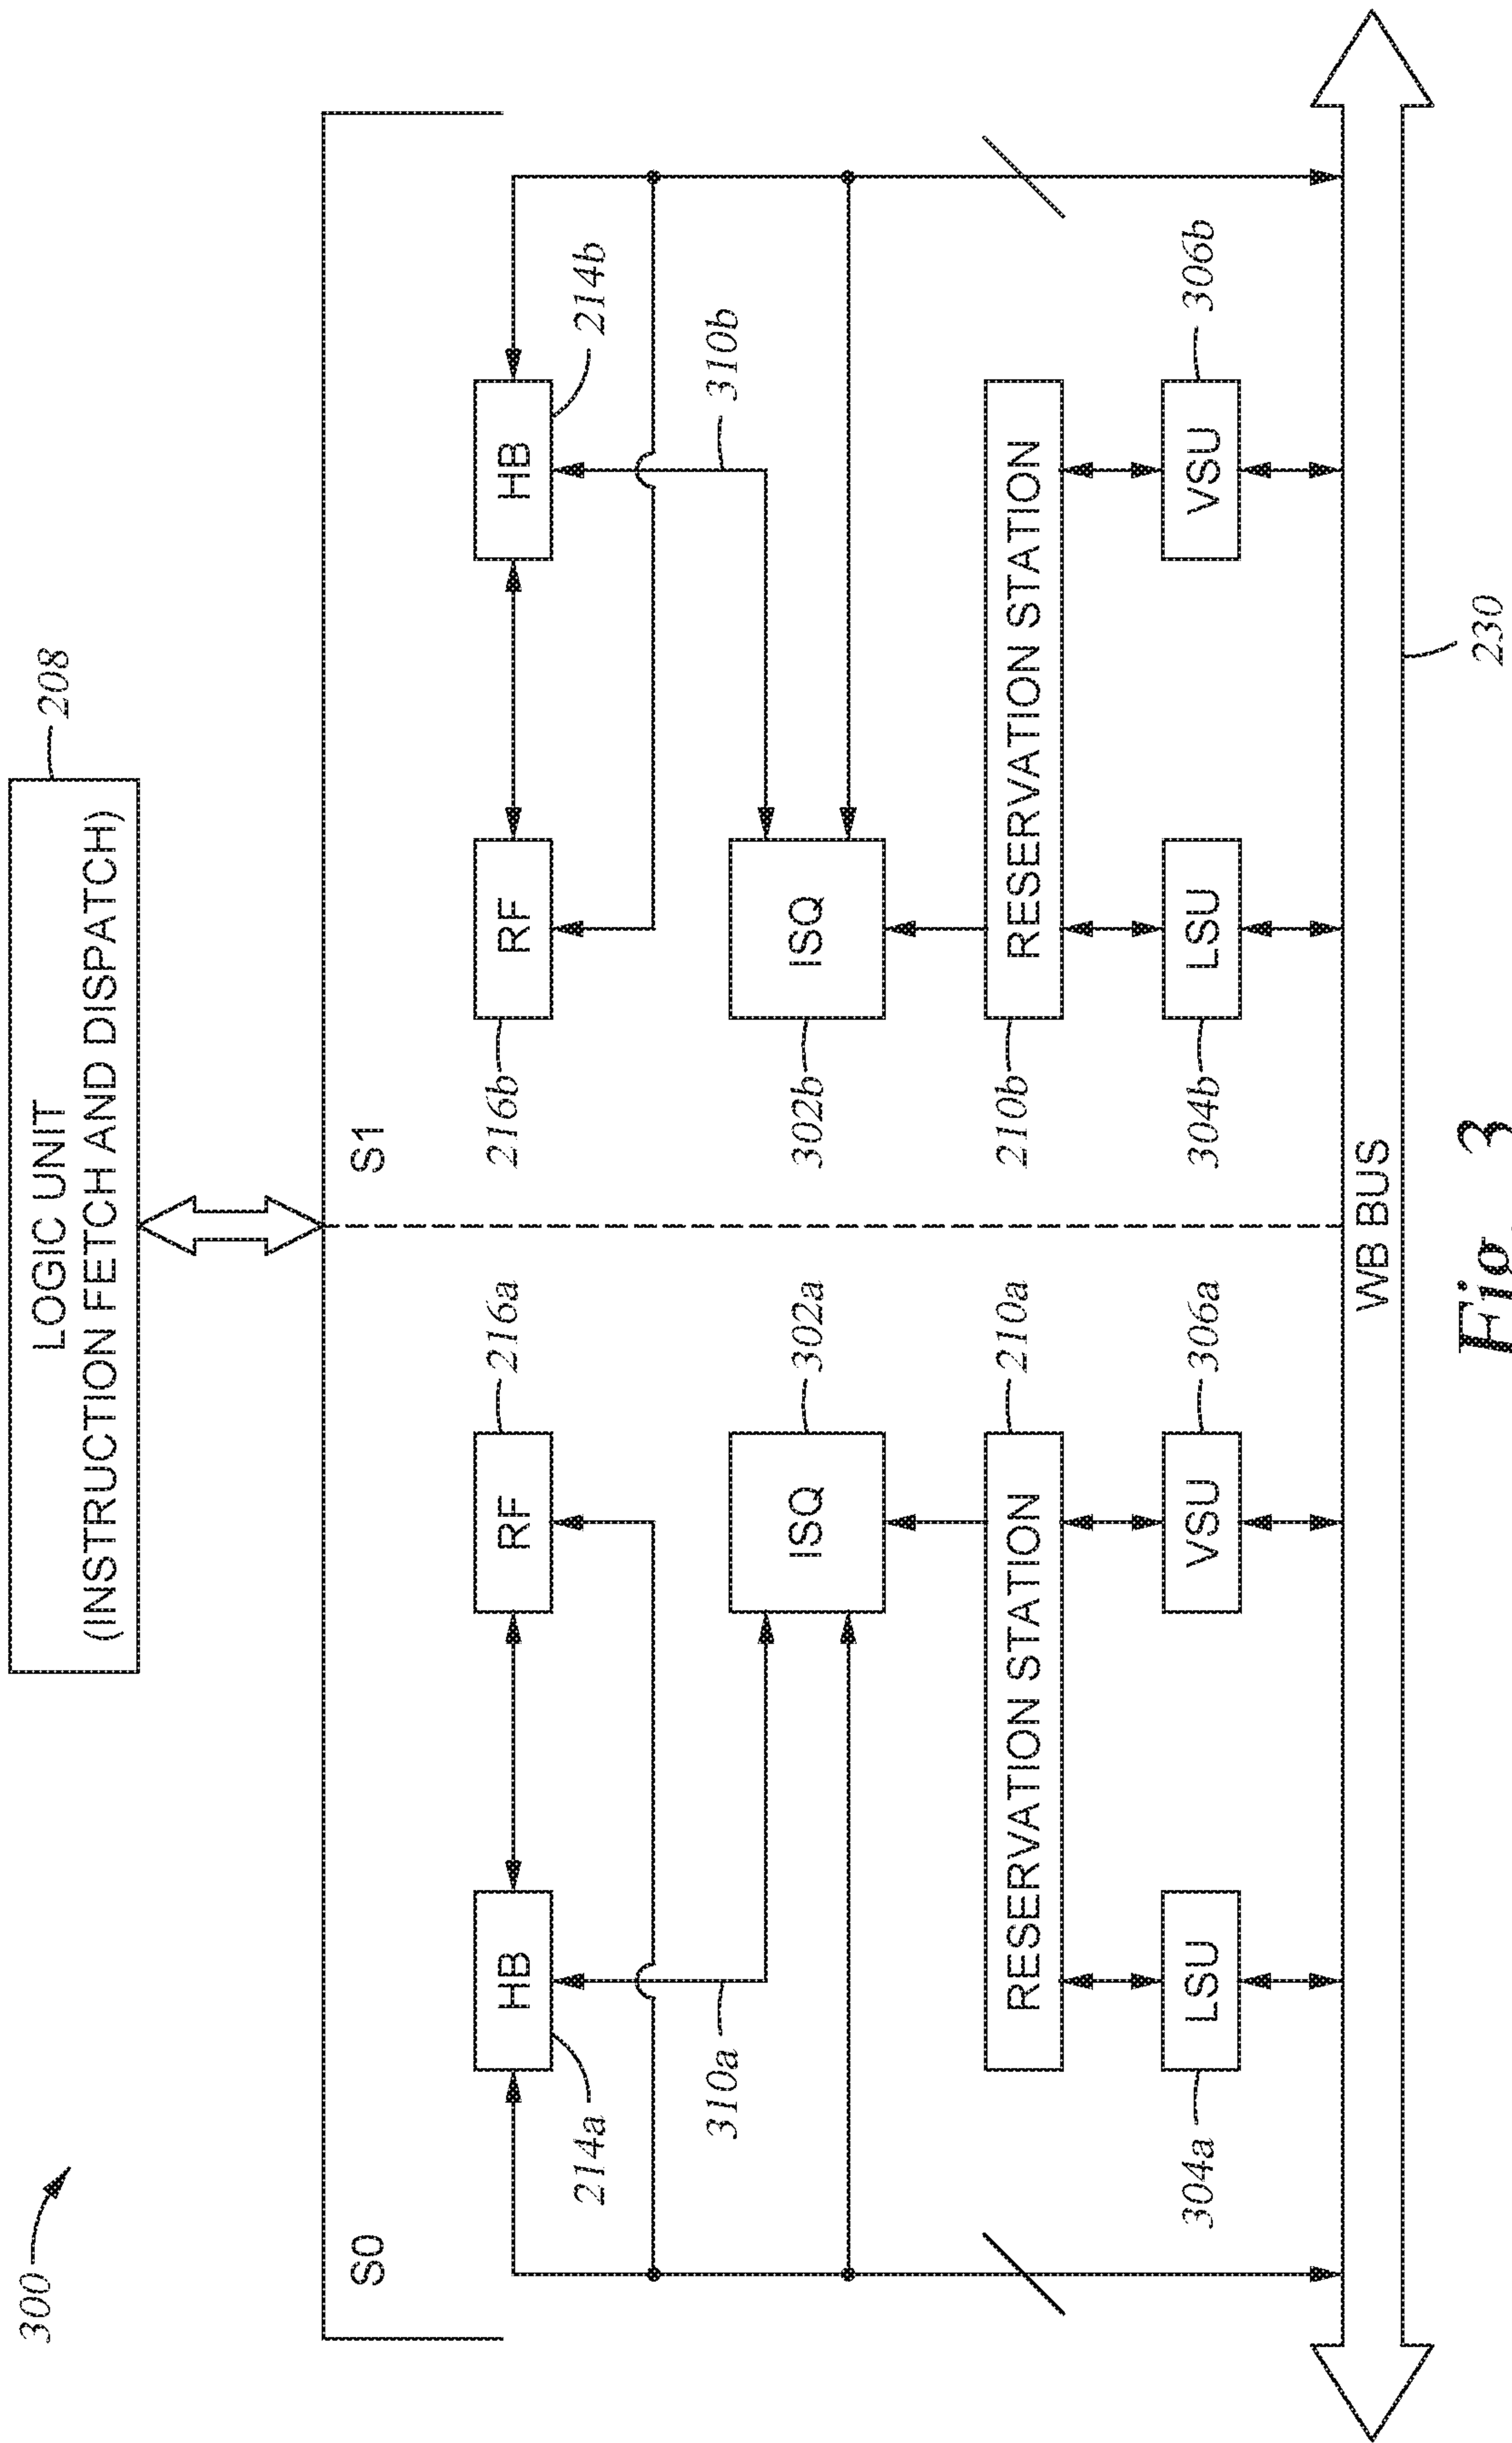 300
LOGIC UNIT
(INSTRUCTION FETCH AND DISPATCH)
208
S0
S1
HB
RF
RF
HB
216a
216b
214a
214b
310a
310b
ISQ
ISQ
302a
302b
RESERVATION STATION
210a
210b
RESERVATION STATION
LSU
VSU
LSU
VSU
304a
306a
304b
306b
WB BUS
230
Fig. 3